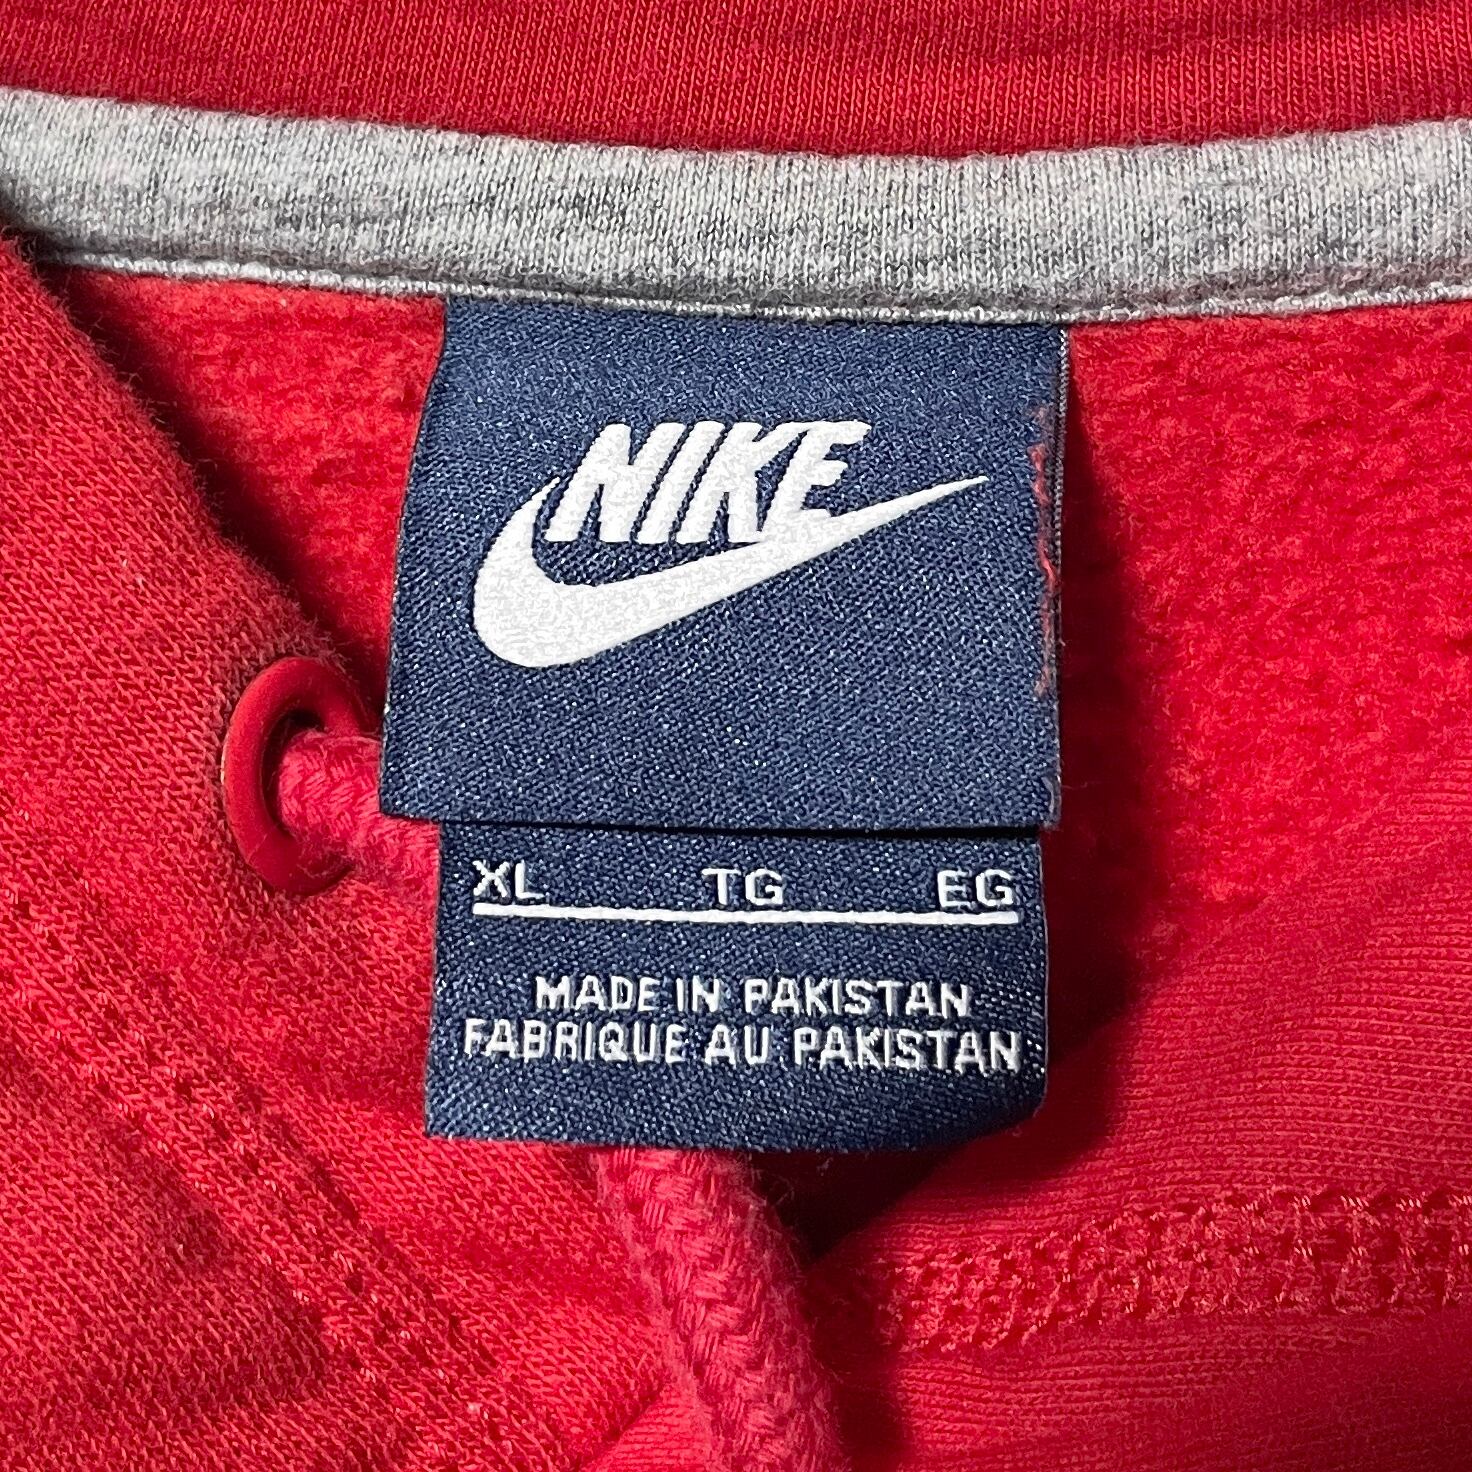 NIKE
XL TG EG
MADE IN PAKISTAN
FABRIQUE AU PAKISTAN